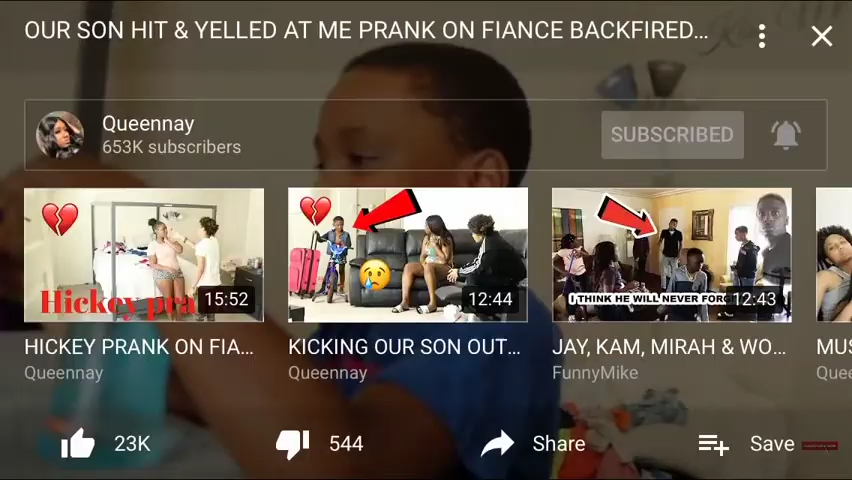 OUR SON HIT & YELLED AT ME PRANK ON FIANCE BACKFIRED...
Queennay
653K subscribers
SUBSCRIBED
Hickey pra
15:52
12:44
I THINK HE WILL NEVER FORG
12:43
HICKEY PRANK ON FIA...
KICKING OUR SON OUT...
JAY, KAM, MIRAH & WO...
MUS
Queennay
Queennay
FunnyMike
Quee
23K
544
Share
Save